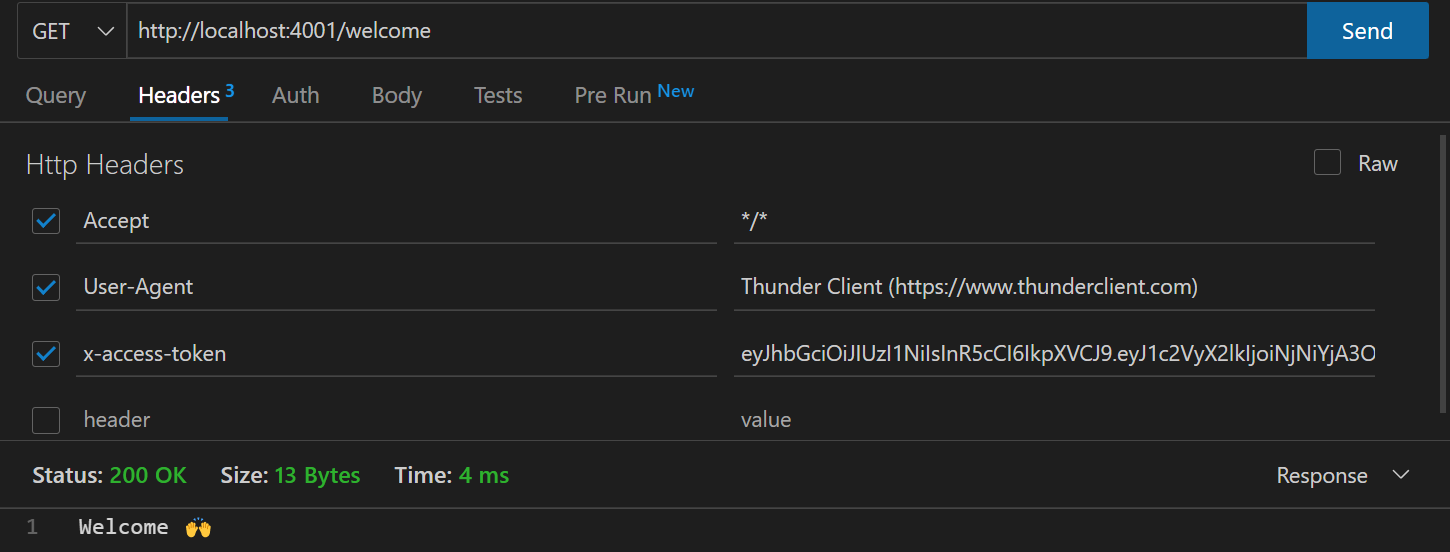 GET http://localhost:4001/welcome Send
Query Headers 3 Auth Body Tests Pre Run New
Http Headers Raw
Accept */*
User-Agent Thunder Client (https://www.thunderclient.com)
x-access-token eyJhbGciOiJIUzI1NiIsInR5cCI6IkpXVCJ9.eyJ1c2VyX2lkIjoiNjNiYjA3O
header value
Status: 200 OK Size: 13 Bytes Time: 4 ms Response
1 Welcome 🙌